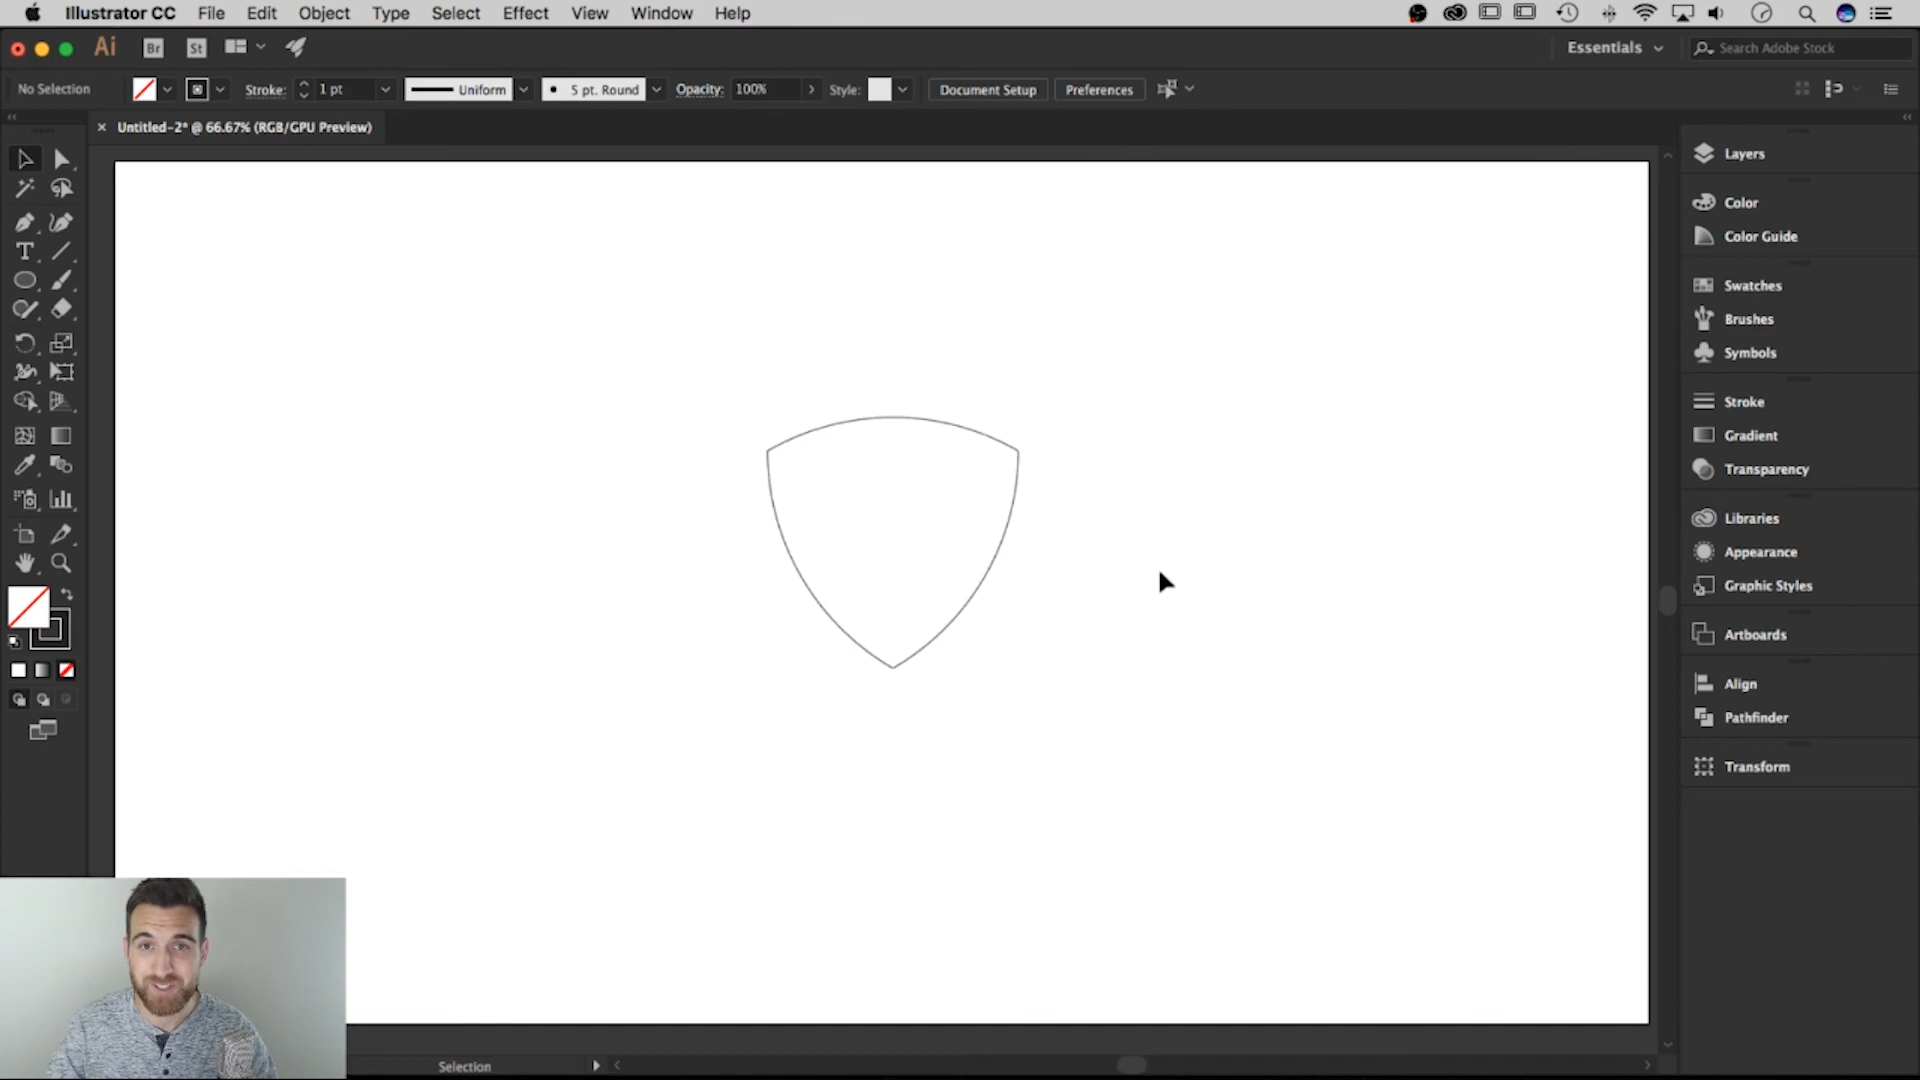 Illustrator CC File Edit Object Type Select Effect View Window Help
Ai Br St Essentials Search Adobe Stock
No Selection Stroke: 1 pt Uniform 5 pt. Round Opacity: 100% Style: Document Setup Preferences
× Untitled-2* @ 66.67% (RGB/GPU Preview)
Layers
Color
Color Guide
Swatches
Brushes
Symbols
Stroke
Gradient
Transparency
Libraries
Appearance
Graphic Styles
Artboards
Align
Pathfinder
Transform
Selection